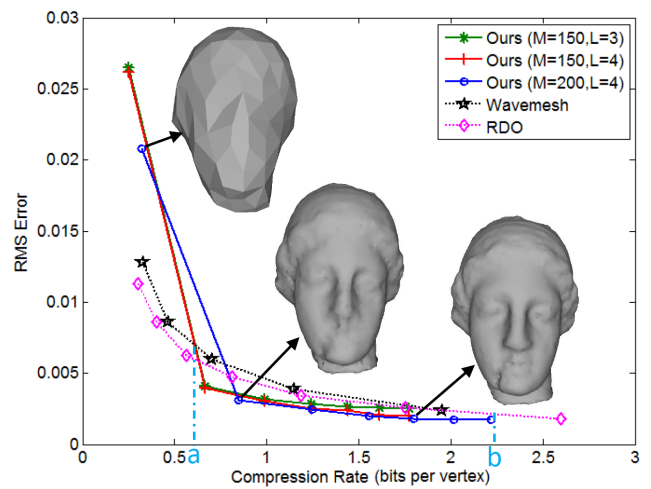 0.03
0.025
0.02
0.015
0.01
0.005
0
RMS Error
Ours (M=150,L=3)
Ours (M=150,L=4)
Ours (M=200,L=4)
Wavemesh
RDO
a
b
0
0.5
1
1.5
2
2.5
3
Compression Rate (bits per vertex)